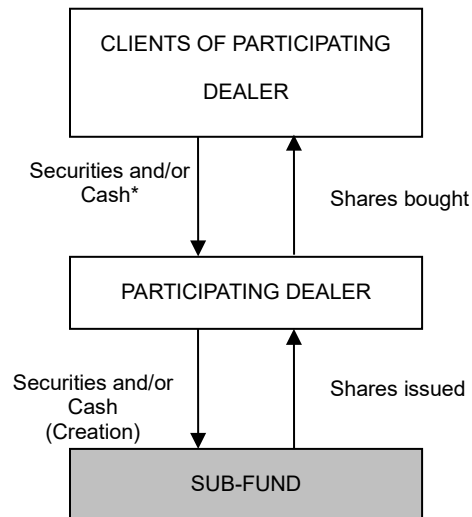 CLIENTS OF PARTICIPATING
DEALER
Securities and/or
Cash*
Shares bought
PARTICIPATING DEALER
Securities and/or
Cash
(Creation)
Shares issued
SUB-FUND